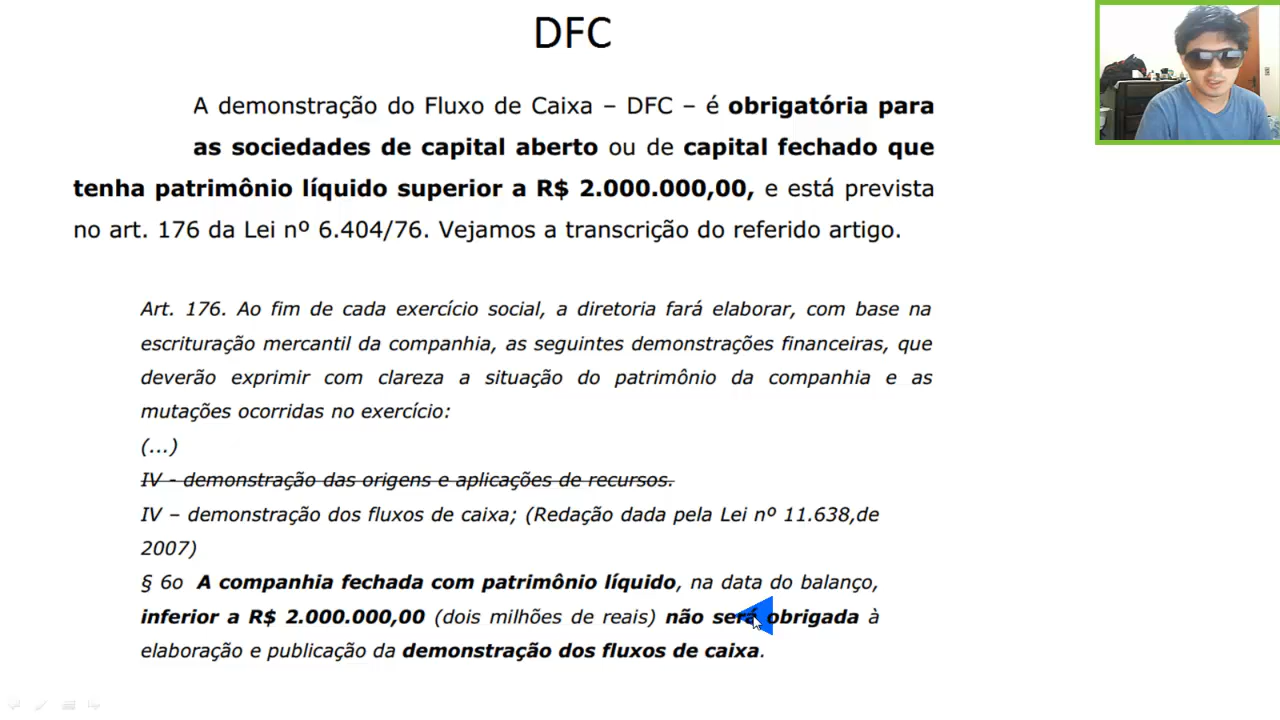 DFC
A demonstração do Fluxo de Caixa – DFC – é obrigatória para
as sociedades de capital aberto ou de capital fechado que
tenha patrimônio líquido superior a R$ 2.000.000,00, e está prevista
no art. 176 da Lei nº 6.404/76. Vejamos a transcrição do referido artigo.
Art. 176. Ao fim de cada exercício social, a diretoria fará elaborar, com base na
escrituração mercantil da companhia, as seguintes demonstrações financeiras, que
deverão exprimir com clareza a situação do patrimônio da companhia e as
mutações ocorridas no exercício:
(...)
IV - demonstração das origens e aplicações de recursos.
IV – demonstração dos fluxos de caixa; (Redação dada pela Lei nº 11.638,de
2007)
§ 6o A companhia fechada com patrimônio líquido, na data do balanço,
inferior a R$ 2.000.000,00 (dois milhões de reais) não será obrigada à
elaboração e publicação da demonstração dos fluxos de caixa.